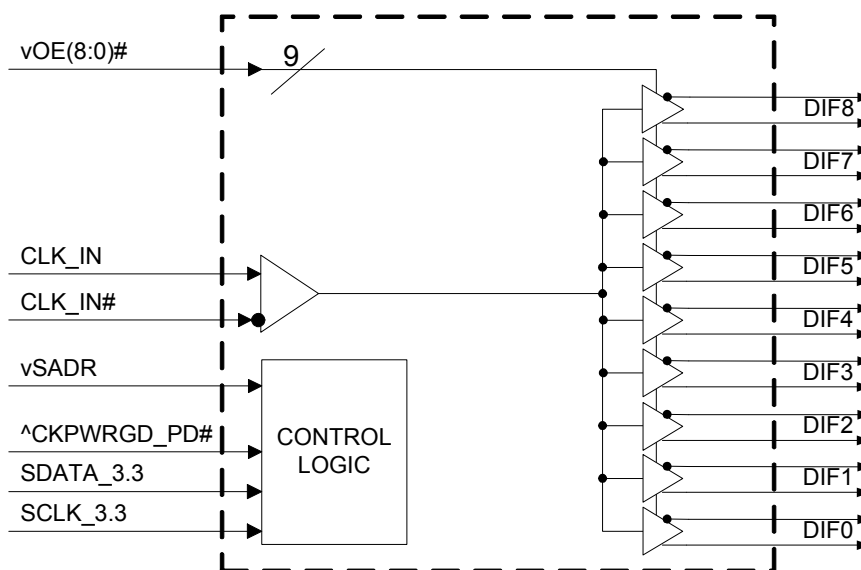 vOE(8:0)#
9
DIF8
DIF7
DIF6
CLK_IN
DIF5
CLK_IN#
DIF4
vSADR
DIF3
^CKPWRGD_PD#
CONTROL
LOGIC
DIF2
SDATA_3.3
DIF1
SCLK_3.3
DIF0